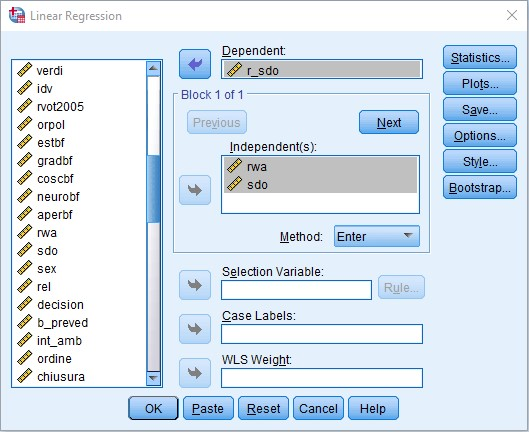 Linear Regression
verdi
idv
rvot2005
orpol
estbf
gradbf
coscbf
neurobf
aperbf
rwa
sdo
sex
rel
decision
b_preved
int_amb
ordine
chiusura
Dependent:
r_sdo
Block 1 of 1
Previous
Next
Independent(s):
rwa
sdo
Method:
Enter
Selection Variable:
Rule...
Case Labels:
WLS Weight:
Statistics...
Plots...
Save...
Options...
Style...
Bootstrap...
OK
Paste
Reset
Cancel
Help